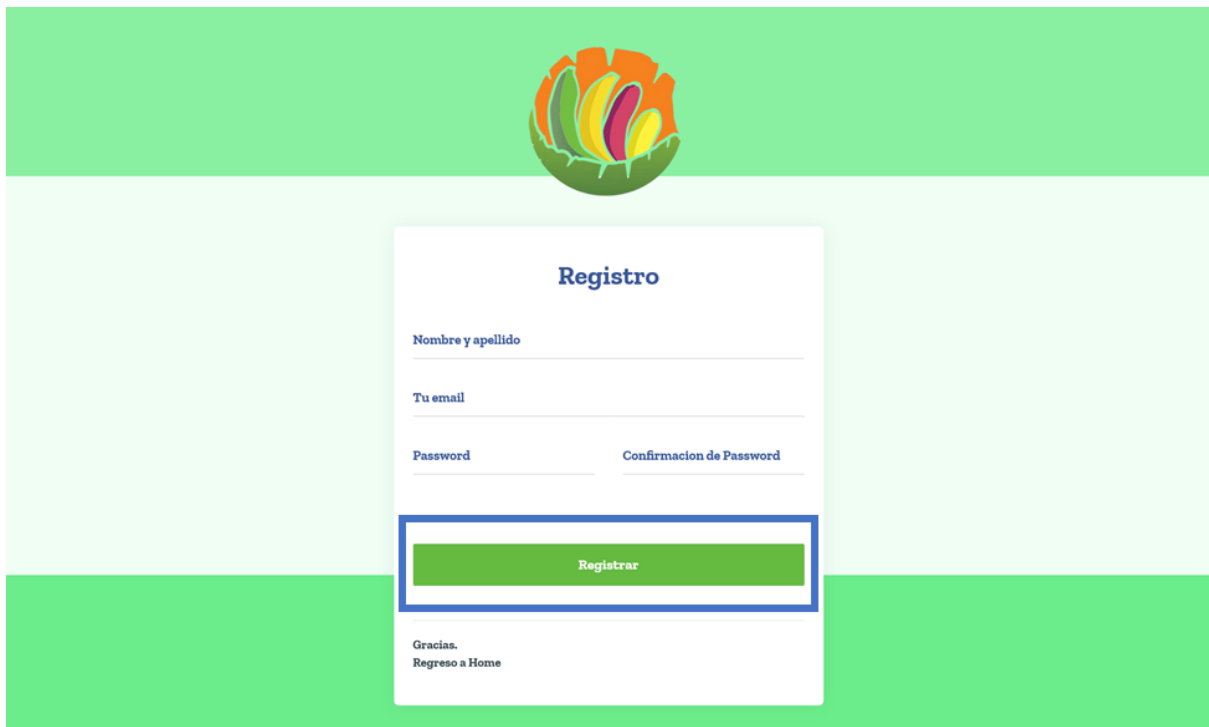 Registro
Nombre y apellido
Tu email
Password Confirmacion de Password
Registrar
Gracias.
Regreso a Home